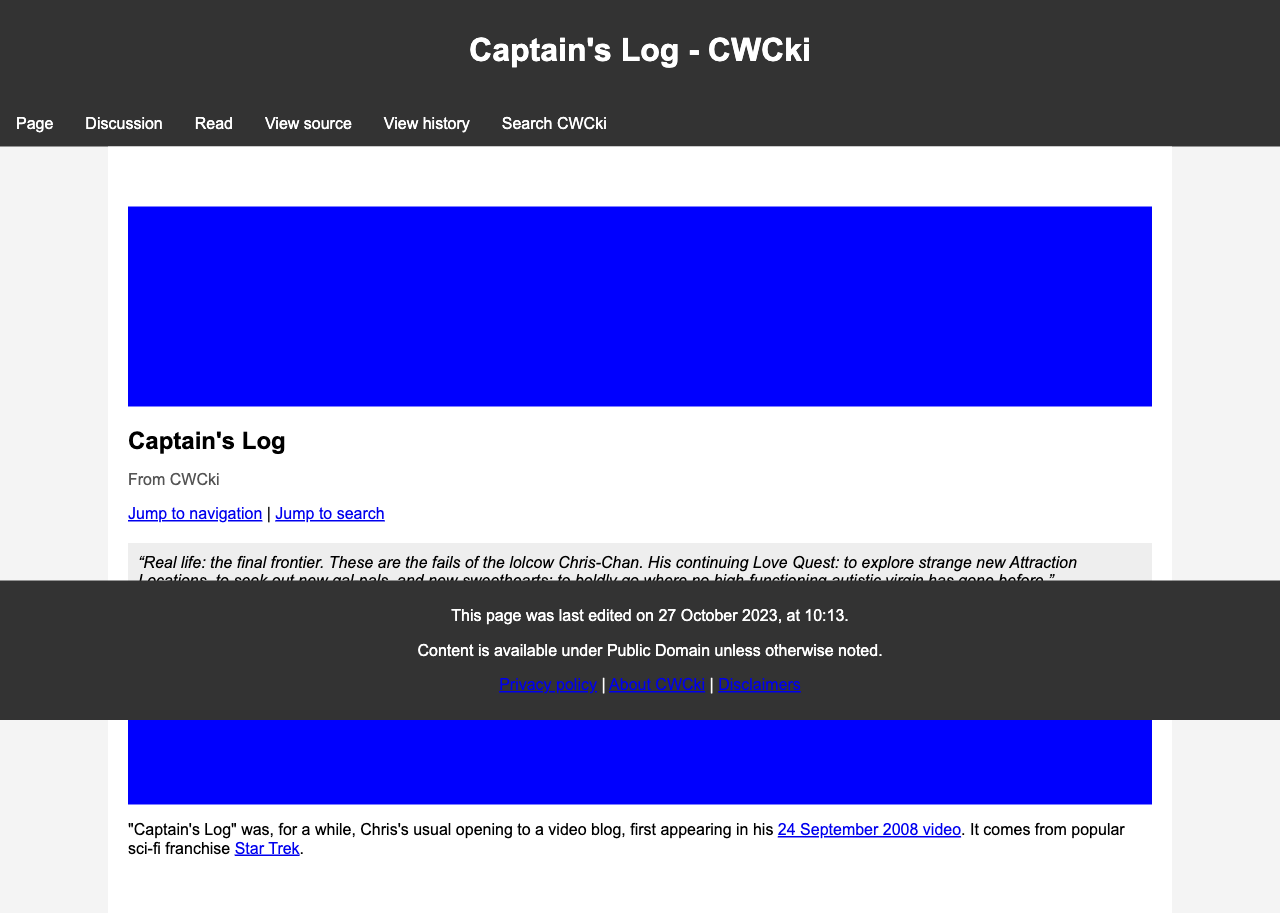 Captain's Log - CWCki
Page Discussion Read View source View history Search CWCki
Captain's Log
From CWCki
Jump to navigation | Jump to search
“Real life: the final frontier. These are the fails of the lolcow Chris-Chan. His continuing Love Quest: to explore strange new Attraction
Locations, to seek out new gal-pals, and new sweethearts; to boldly go where no high-functioning autistic virgin has gone before.”
This page was last edited on 27 October 2023, at 10:13.
Content is available under Public Domain unless otherwise noted.
Privacy policy | About CWCki | Disclaimers
"Captain's Log" was, for a while, Chris's usual opening to a video blog, first appearing in his 24 September 2008 video. It comes from popular
sci-fi franchise Star Trek.